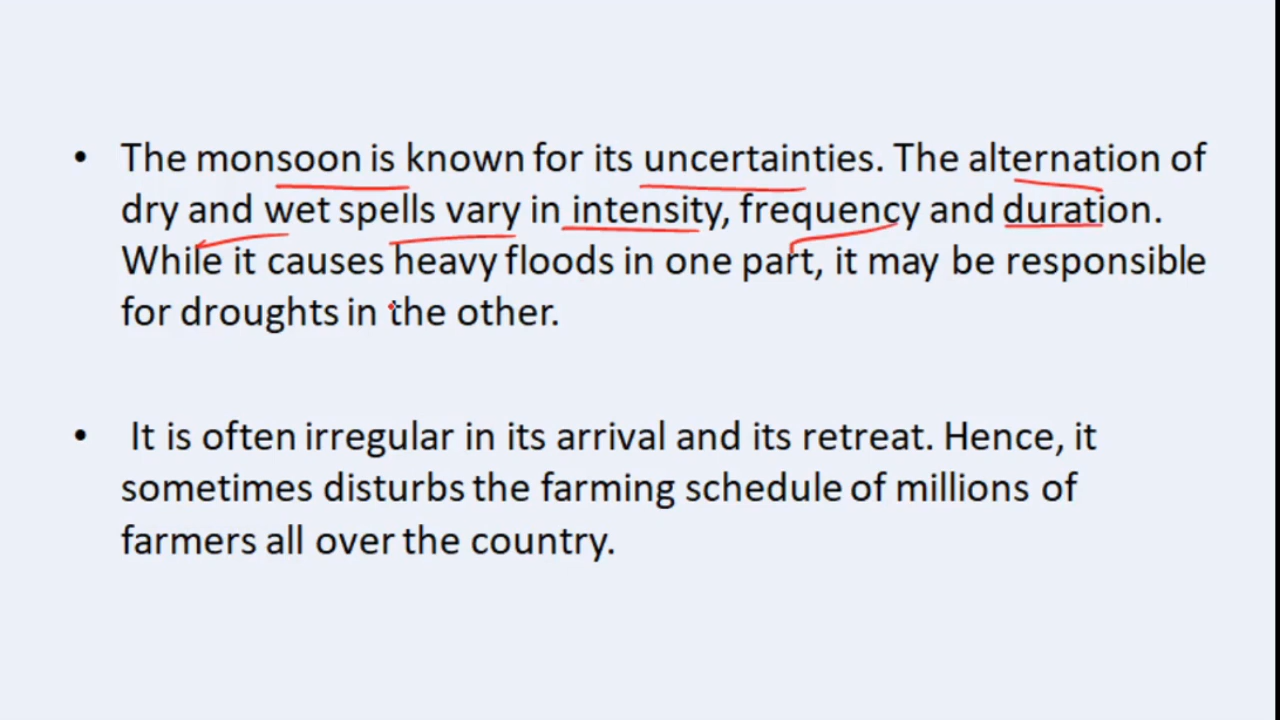 • The monsoon is known for its uncertainties. The alternation of
dry and wet spells vary in intensity, frequency and duration.
While it causes heavy floods in one part, it may be responsible
for droughts in the other.
• It is often irregular in its arrival and its retreat. Hence, it
sometimes disturbs the farming schedule of millions of
farmers all over the country.